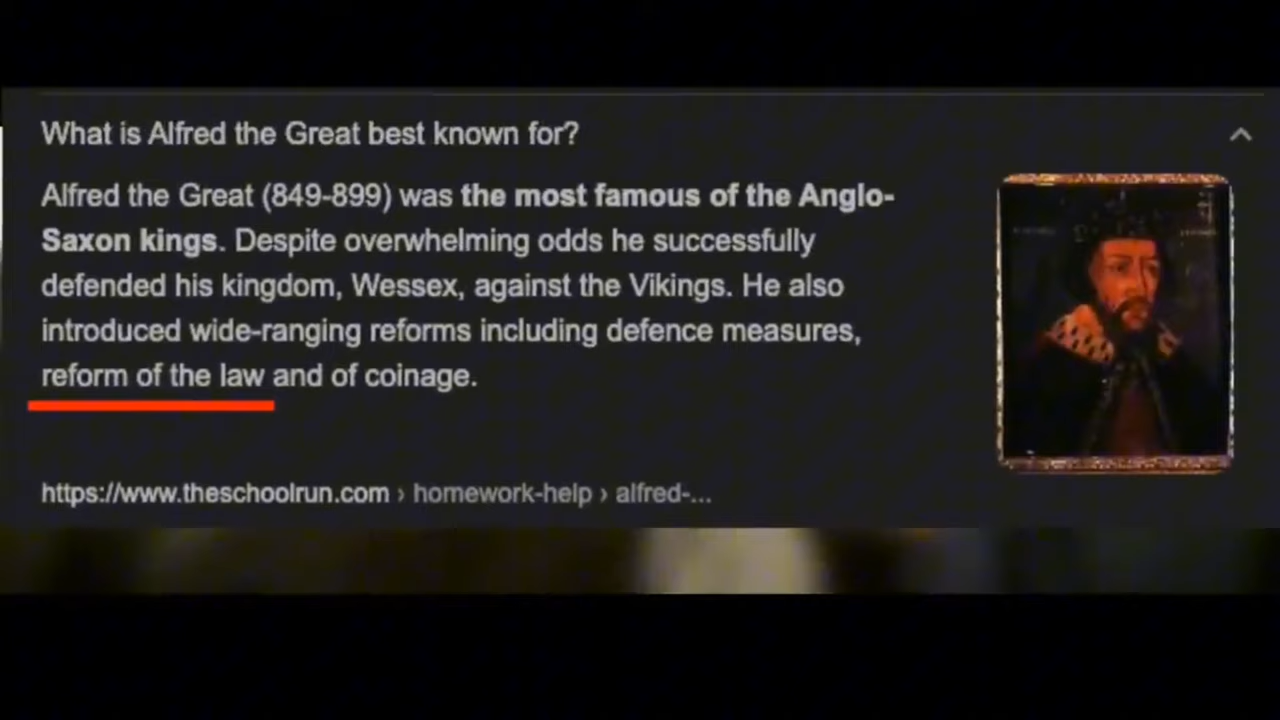 What is Alfred the Great best known for?
Alfred the Great (849-899) was the most famous of the Anglo-
Saxon kings. Despite overwhelming odds he successfully
defended his kingdom, Wessex, against the Vikings. He also
introduced wide-ranging reforms including defence measures,
reform of the law and of coinage.
https://www.theschoolrun.com › homework-help › alfred-...